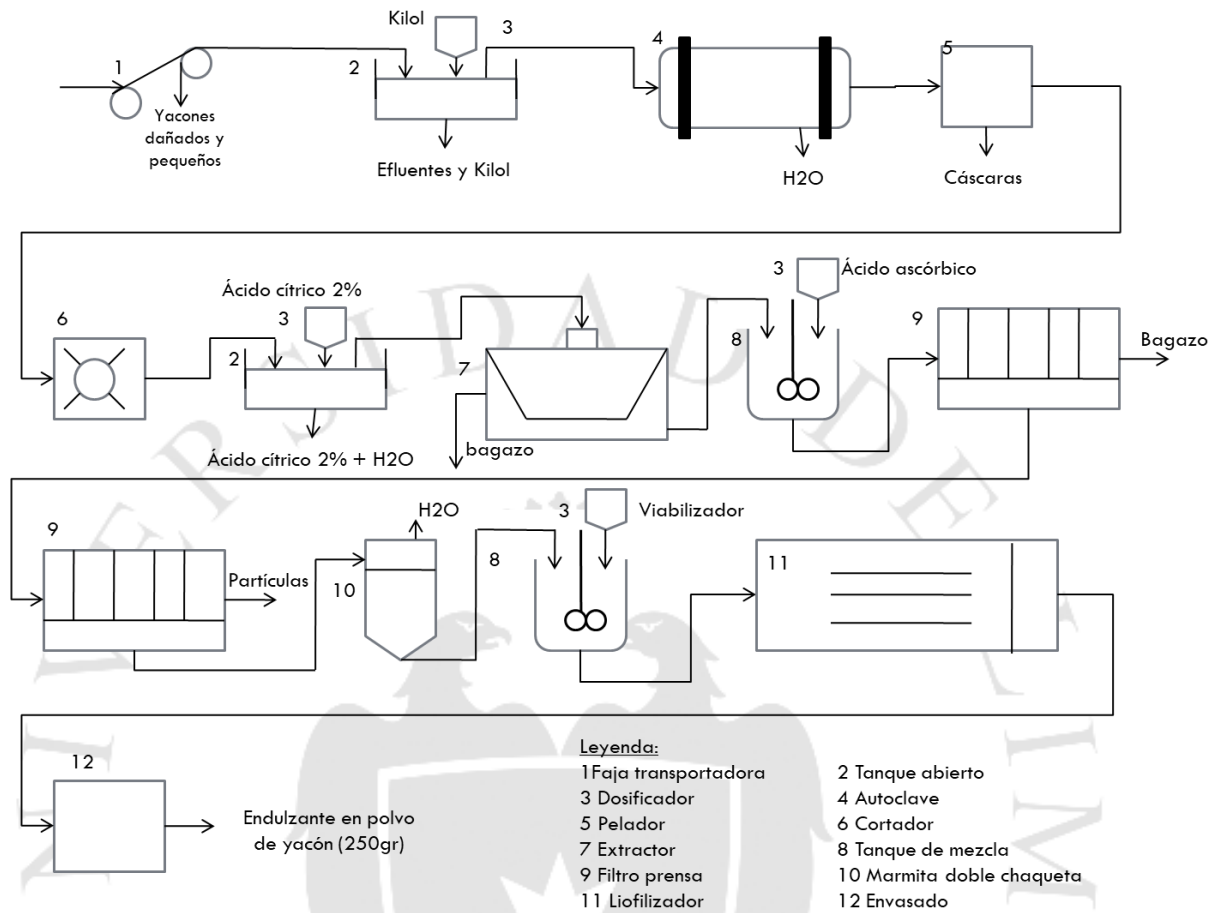 Kilol
3
1
2
4
5
Yacones
dañados y
pequeños
Efluentes y Kilol
H2O
Cáscaras
Ácido cítrico 2%
3
Ácido ascórbico
6
3
9
2
7
8
Bagazo
bagazo
Ácido cítrico 2% + H2O
H2O
3
Viabilizador
9
8
11
Partículas
10
12
Endulzante en polvo
de yacón (250gr)
Leyenda:
1Faja transportadora
2 Tanque abierto
3 Dosificador
4 Autoclave
5 Pelador
6 Cortador
7 Extractor
8 Tanque de mezcla
9 Filtro prensa
10 Marmita doble chaqueta
11 Liofilizador
12 Envasado
IVERSIDAD DE LIM